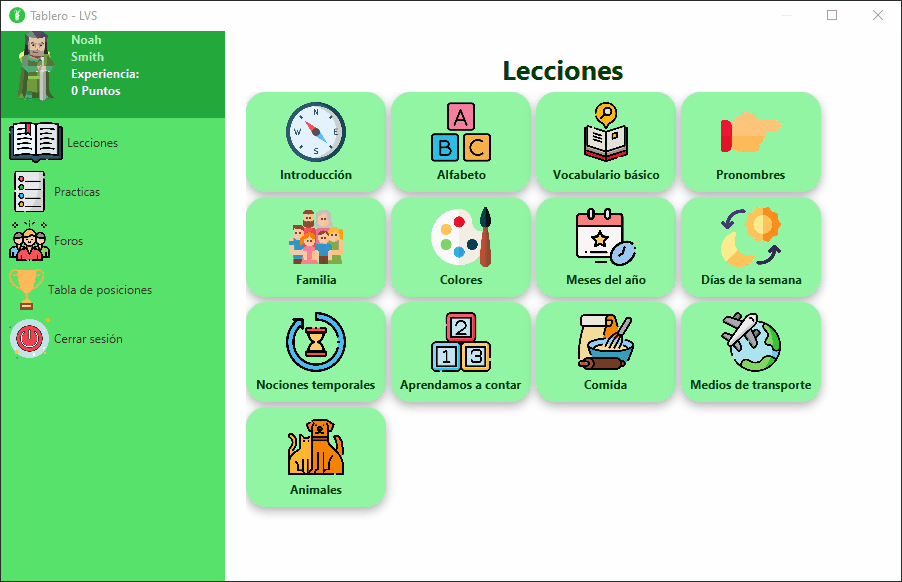 Tablero - LVS
Noah
Smith
Experiencia:
0 Puntos
Lecciones
Practicas
Foros
Tabla de posiciones
Cerrar sesión
Lecciones
N
W E
S
Introducción
A
B C
Alfabeto
Vocabulario básico
Pronombres
Familia
Colores
Meses del año
Días de la semana
Nociones temporales
2
1 3
Aprendamos a contar
Comida
Medios de transporte
Animales